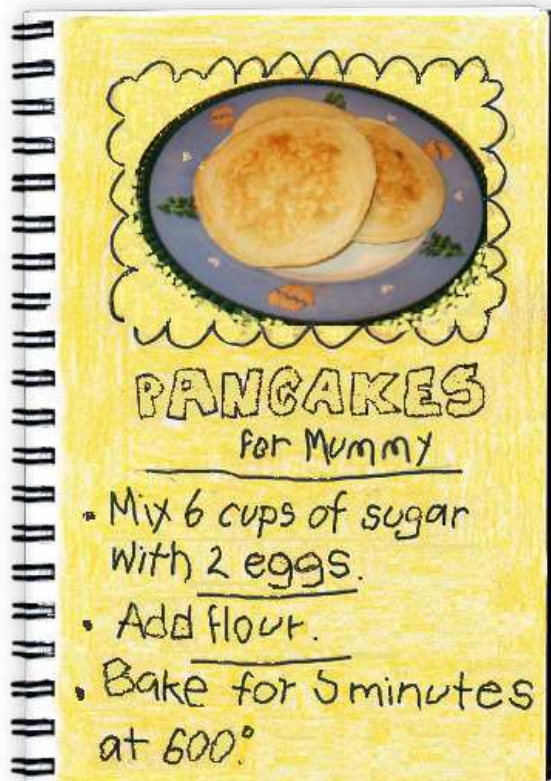 PANCAKES
for Mummy
• Mix 6 cups of sugar
with 2 eggs.
• Add flour.
• Bake for 5 minutes
at 600°.